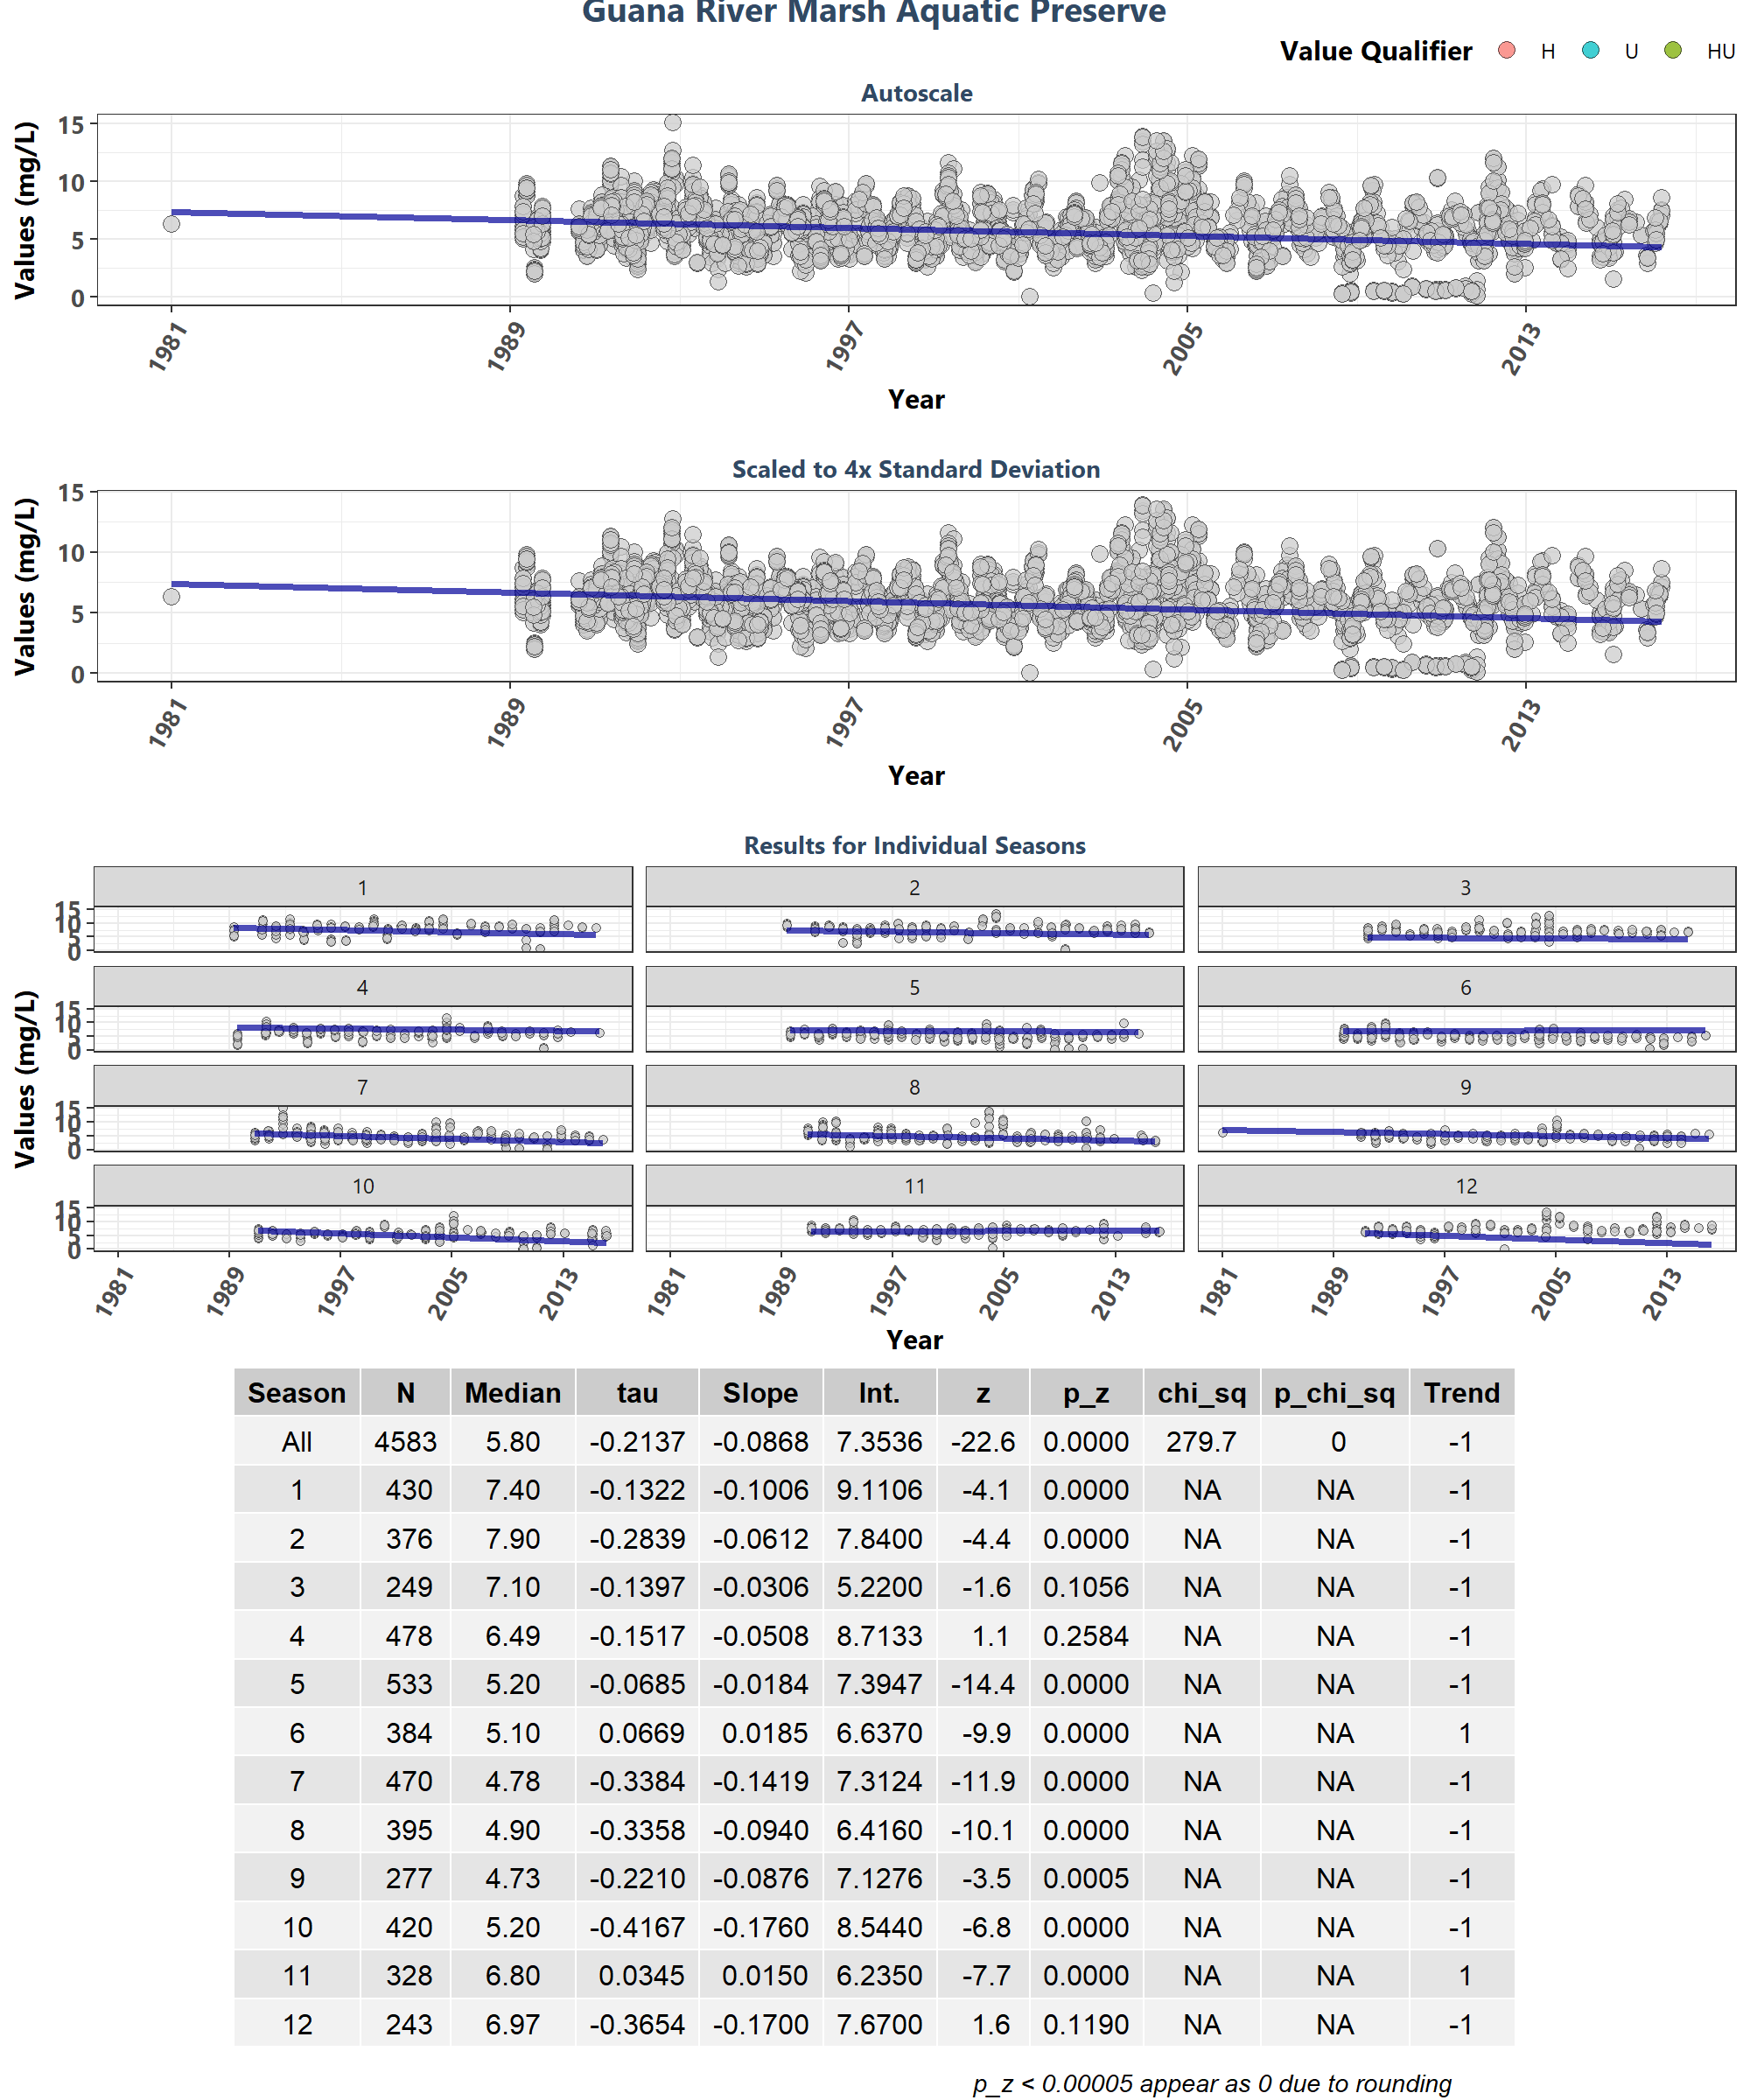 Guana River Marsh Aquatic Preserve
Value Qualifier H U HU
Autoscale
Values (mg/L)
15
10
5
0
1981 1989 1997 2005 2013
Year
Scaled to 4x Standard Deviation
Values (mg/L)
15
10
5
0
1981 1989 1997 2005 2013
Year
Results for Individual Seasons
Values (mg/L)
1 2 3
15
10
5
0
4 5 6
15
10
5
0
7 8 9
15
10
5
0
10 11 12
15
10
5
0
1981 1989 1997 2005 2013 1981 1989 1997 2005 2013 1981 1989 1997 2005 2013
Year
Season N Median tau Slope Int. z p_z chi_sq p_chi_sq Trend
All 4583 5.80 -0.2137 -0.0868 7.3536 -22.6 0.0000 279.7 0 -1
1 430 7.40 -0.1322 -0.1006 9.1106 -4.1 0.0000 NA NA -1
2 376 7.90 -0.2839 -0.0612 7.8400 -4.4 0.0000 NA NA -1
3 249 7.10 -0.1397 -0.0306 5.2200 -1.6 0.1056 NA NA -1
4 478 6.49 -0.1517 -0.0508 8.7133 1.1 0.2584 NA NA -1
5 533 5.20 -0.0685 -0.0184 7.3947 -14.4 0.0000 NA NA -1
6 384 5.10 0.0669 0.0185 6.6370 -9.9 0.0000 NA NA 1
7 470 4.78 -0.3384 -0.1419 7.3124 -11.9 0.0000 NA NA -1
8 395 4.90 -0.3358 -0.0940 6.4160 -10.1 0.0000 NA NA -1
9 277 4.73 -0.2210 -0.0876 7.1276 -3.5 0.0005 NA NA -1
10 420 5.20 -0.4167 -0.1760 8.5440 -6.8 0.0000 NA NA -1
11 328 6.80 0.0345 0.0150 6.2350 -7.7 0.0000 NA NA 1
12 243 6.97 -0.3654 -0.1700 7.6700 1.6 0.1190 NA NA -1
p_z < 0.00005 appear as 0 due to rounding